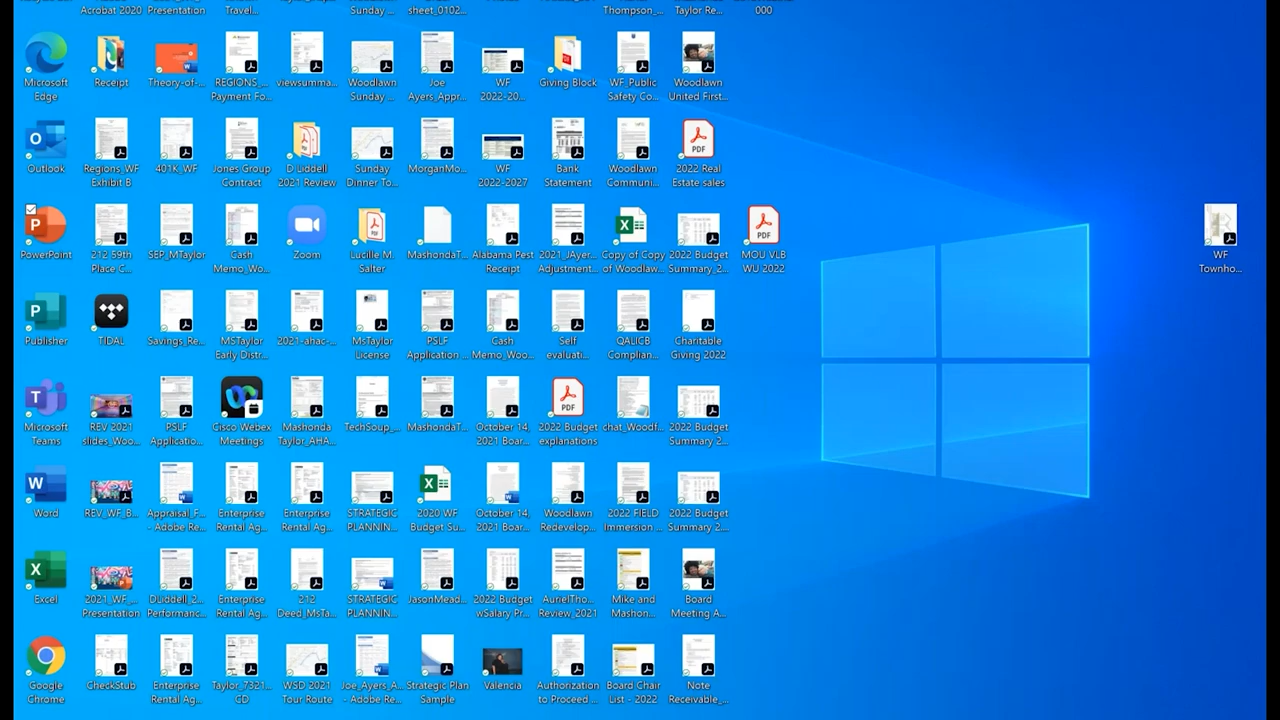 Acrobat 2020
Presentation
Travel...
Sunday
sheet_0102...
Thompson_...
Taylor Re...
000
Microsoft
Edge
Receipt
Theory-of-...
REGIONS_...
Payment Fo...
viewsumma...
Woodlawn
Sunday ...
Joe
Ayers_Appr...
WF
2022-20...
Giving Block
WF_Public
Safety Co...
Woodlawn
United First...
Outlook
Regions_WF
Exhibit B
401K_WF
Jones Group
Contract
D'Liddell
2021 Review
Sunday
Dinner To...
MorganMo...
WF
2022-2027
Bank
Statement
Woodlawn
Communi...
PDF
2022 Real
Estate sales
PowerPoint
212 59th
Place C...
SEP_MTaylor
Cash
Memo_Wo...
Zoom
Lucille M.
Salter
MashondaT...
Alabama Pest
Receipt
2021_JAyer...
Adjustment...
Copy of Copy
of Woodlaw...
2022 Budget
Summary_2...
PDF
MOU VLB
WU 2022
WF
Townho...
Publisher
TIDAL
Savings_Re...
MSTaylor
Early Distr...
2021-ahac-...
MsTaylor
License
PSLF
Application ...
Cash
Memo_Woo...
Self
evaluati...
QALICB
Complian...
Charitable
Giving 2022
Microsoft
Teams
REV 2021
slides_Woo...
PSLF
Applicatio...
Cisco Webex
Meetings
Mashonda
Taylor_AHA...
TechSoup_...
MashondaT...
October 14,
2021 Boar...
PDF
2022 Budget
explanations
chat_Woodf...
2022 Budget
Summary 2...
Word
REV_WF_B...
Appraisal_F...
- Adobe Re...
Enterprise
Rental Ag...
Enterprise
Rental Ag...
STRATEGIC
PLANNIN...
2020 WF
Budget Su...
October 14,
2021 Boar...
Woodlawn
Redevelop...
2022 FIELD
Immersion ...
2022 Budget
Summary 2...
Excel
2021_WF_...
Presentation
DLiddell_2...
Performanc...
Enterprise
Rental Ag...
212
Deed_MsTa...
STRATEGIC
PLANNIN...
JasonMead...
2022 Budget
wSalary Pr...
AurielTho...
Review_2021
Mike and
Mashon...
Board
Meeting A...
Google
Chrome
CheckStub
Enterprise
Rental Ag...
Taylor_7321...
CD
WSD 2021
Tour Route
Joe_Ayers_A...
- Adobe Re...
Strategic Plan
Sample
Valencia
Authorization
to Proceed ...
Board Chair
List - 2022
Note
Receivable_...